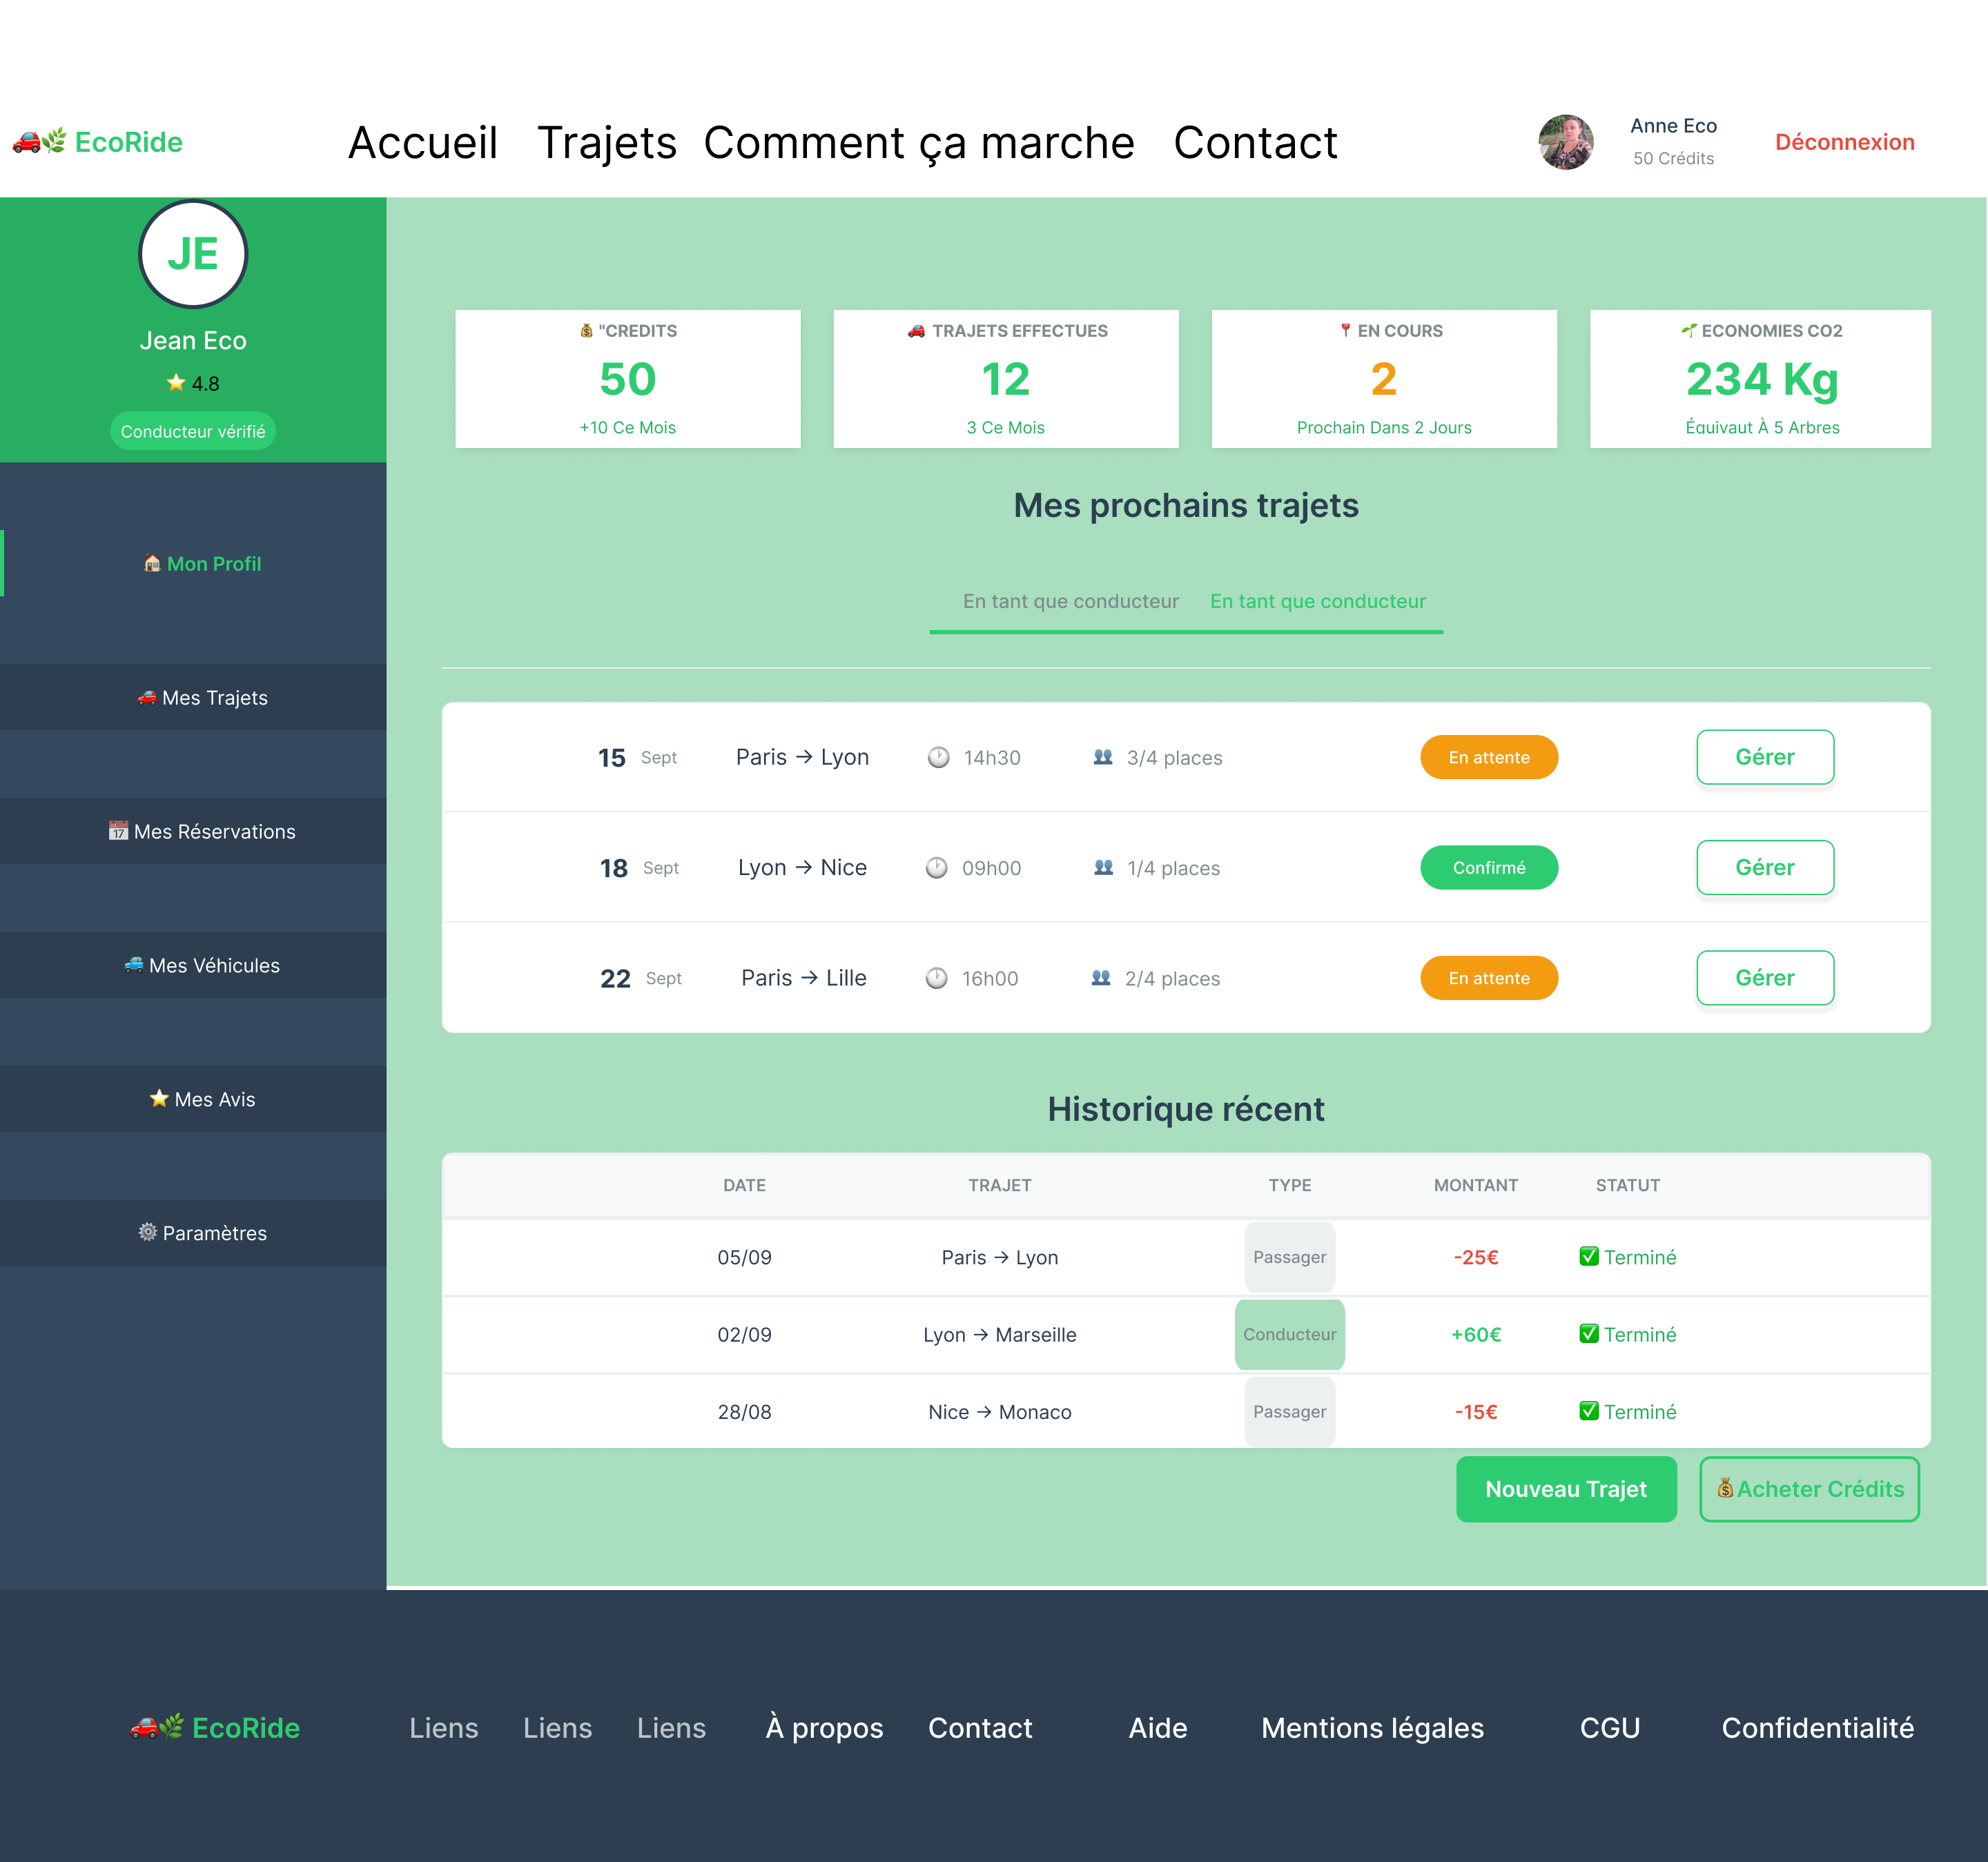 EcoRide
Accueil Trajets Comment ça marche Contact
Anne Eco
50 Crédits
Déconnexion
JE
Jean Eco
4.8
Conducteur vérifié
Mon Profil
Mes Trajets
Mes Réservations
Mes Véhicules
Mes Avis
Paramètres
"CREDITS
50
+10 Ce Mois
TRAJETS EFFECTUES
12
3 Ce Mois
EN COURS
2
Prochain Dans 2 Jours
ECONOMIES CO2
234 Kg
Équivaut À 5 Arbres
Mes prochains trajets
En tant que conducteur En tant que conducteur
15 Sept Paris → Lyon 14h30 3/4 places En attente Gérer
18 Sept Lyon → Nice 09h00 1/4 places Confirmé Gérer
22 Sept Paris → Lille 16h00 2/4 places En attente Gérer
Historique récent
DATE TRAJET TYPE MONTANT STATUT
05/09 Paris → Lyon Passager -25€ ✅ Terminé
02/09 Lyon → Marseille Conducteur +60€ ✅ Terminé
28/08 Nice → Monaco Passager -15€ ✅ Terminé
Nouveau Trajet
Acheter Crédits
EcoRide Liens Liens Liens À propos Contact Aide Mentions légales CGU Confidentialité